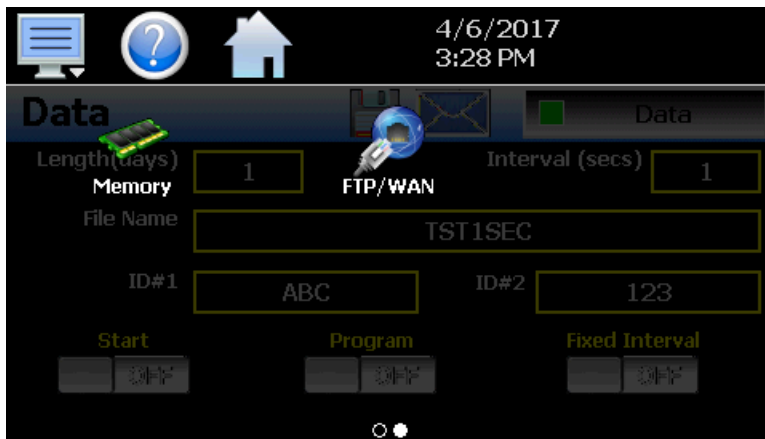 ?
4/6/2017
3:28 PM
Data
Data
Length(days)
1
Interval (secs)
1
Memory
FTP/WAN
File Name
TST1SEC
ID#1
ABC
ID#2
123
Start
Program
Fixed Interval
OFF
OFF
OFF